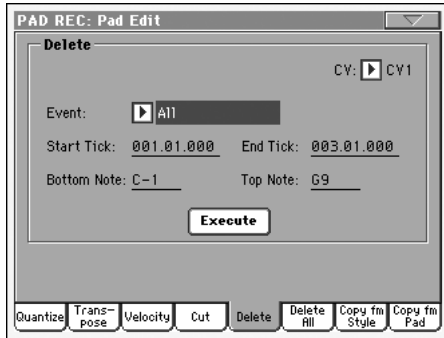 PAD REC: Pad Edit
Delete
CV: CV1
Event: All
Start Tick: 001.01.000 End Tick: 003.01.000
Bottom Note: C-1 Top Note: G9
Execute
Quantize Trans- pose Velocity Cut Delete Delete All Copy fm Style Copy fm Pad